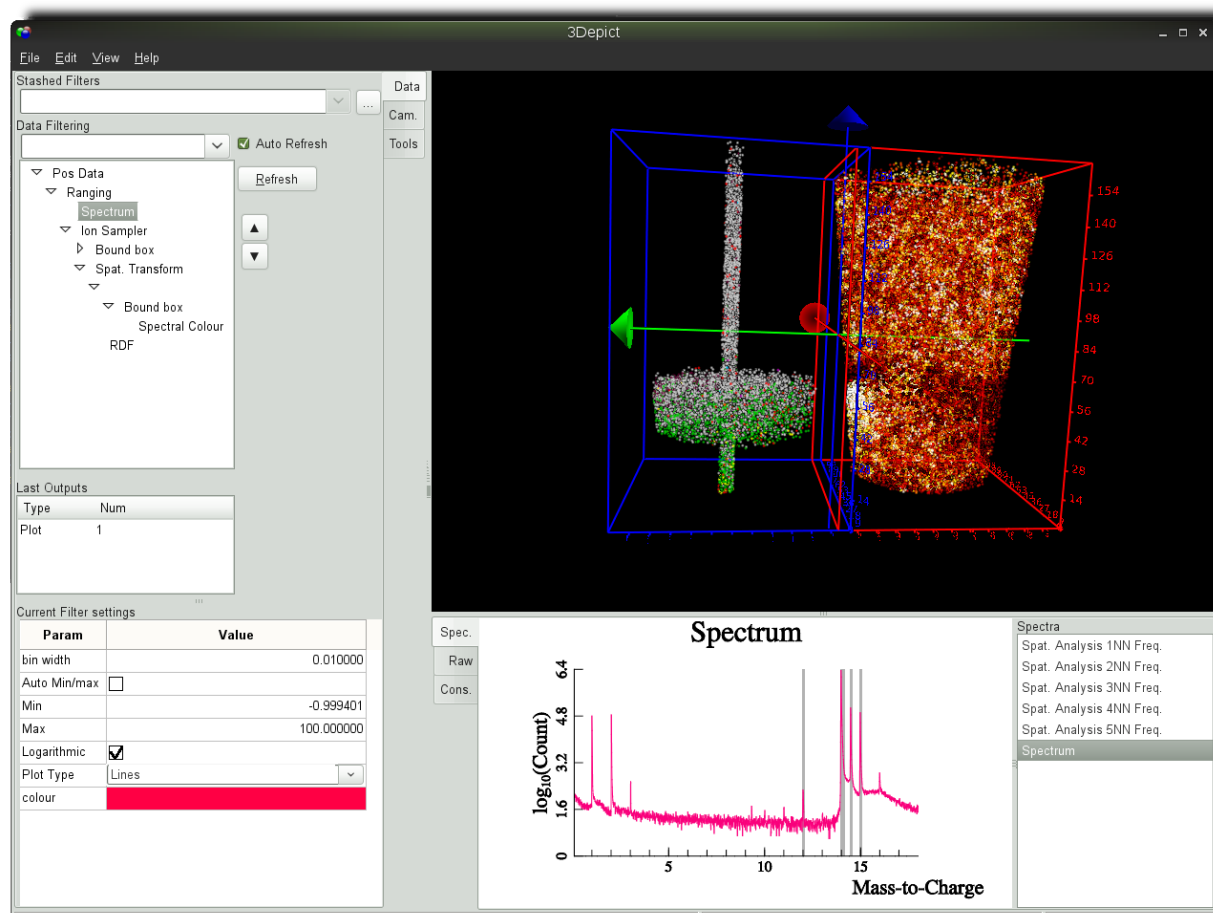 3Depict
File Edit View Help
Stashed Filters
...
Data
Cam.
Tools
Data Filtering
Auto Refresh
Refresh
Pos Data
Ranging
Spectrum
Ion Sampler
Bound box
Spat. Transform
Bound box
Spectral Colour
RDF
Last Outputs
Type Num
Plot 1
Current Filter settings
Param Value
bin width 0.010000
Auto Min/max
Min -0.999401
Max 100.000000
Logarithmic
Plot Type Lines
colour
154
140
126
112
98
84
70
56
42
28
14
Spec.
Raw
Cons.
Spectrum
log10(Count)
6.4
4.8
3.2
1.6
0
5 10 15
Mass-to-Charge
Spectra
Spat. Analysis 1NN Freq.
Spat. Analysis 2NN Freq.
Spat. Analysis 3NN Freq.
Spat. Analysis 4NN Freq.
Spat. Analysis 5NN Freq.
Spectrum